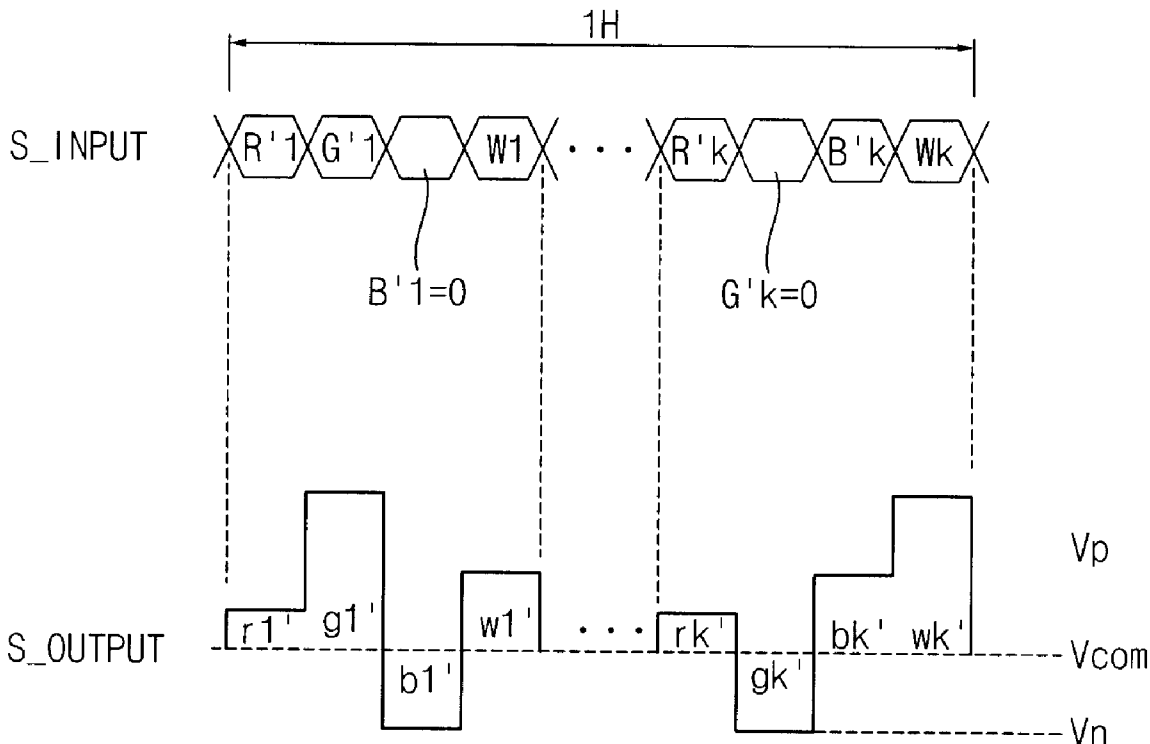 1H
S_INPUT R'1 G'1 W1 ··· R'k B'k Wk
B'1=0 G'k=0
Vp
S_OUTPUT r1' g1' b1' w1' ··· rk' gk' bk' wk' Vcom
Vn